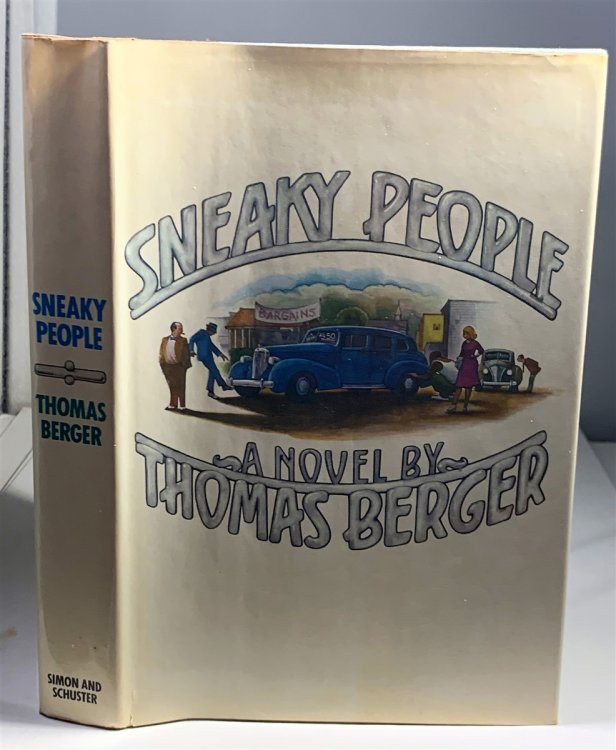 SNEAKY
PEOPLE
THOMAS
BERGER
SIMON AND
SCHUSTER
SNEAKY PEOPLE
BARGAINS
A NOVEL BY
THOMAS BERGER